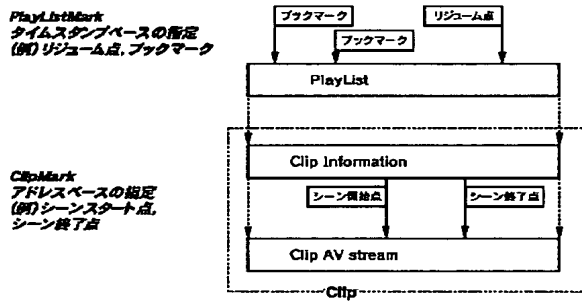 PlayListMark
タイムスタンプベースの指定
(例)リジューム点,ブックマーク
ブックマーク
ブックマーク
リジューム点
PlayList
ClipMark
アドレスベースの指定
(例)シーンスタート点,
シーン終了点
Clip Information
シーン開始点
シーン終了点
Clip AV stream
Clip